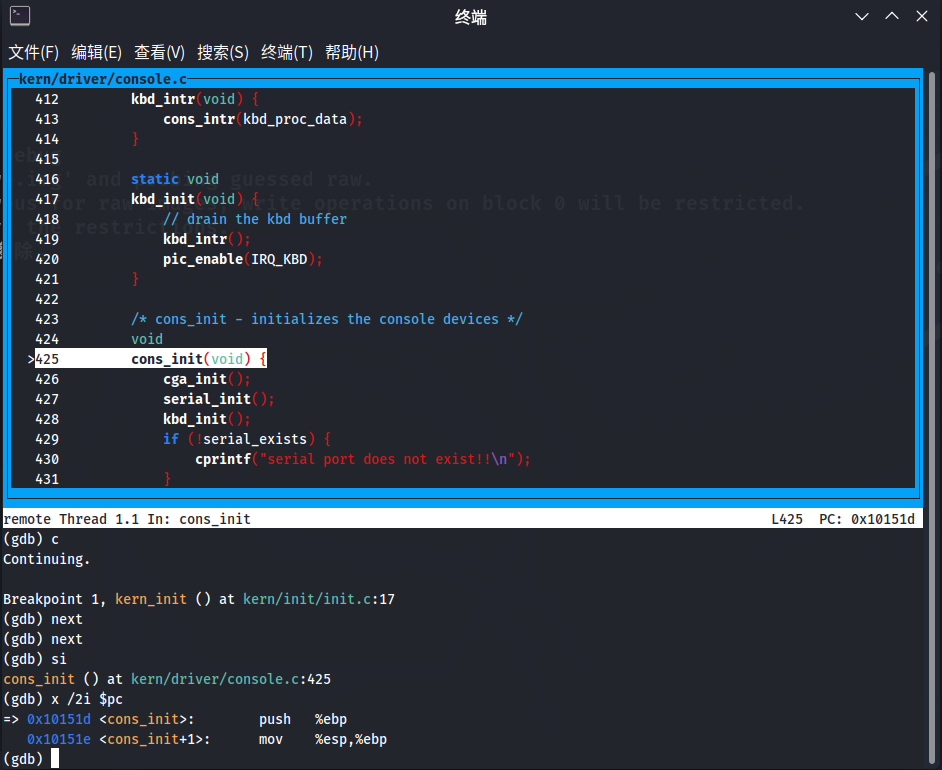 终端
文件(F) 编辑(E) 查看(V) 搜索(S) 终端(T) 帮助(H)
kern/driver/console.c
412 kbd_intr(void) {
413 cons_intr(kbd_proc_data);
414 }
415
416 static void
417 kbd_init(void) {
418 // drain the kbd buffer
419 kbd_intr();
420 pic_enable(IRQ_KBD);
421 }
422
423 /* cons_init - initializes the console devices */
424 void
>425 cons_init(void) {
426 cga_init();
427 serial_init();
428 kbd_init();
429 if (!serial_exists) {
430 cprintf("serial port does not exist!!\n");
431 }
remote Thread 1.1 In: cons_init L425 PC: 0x10151d
(gdb) c
Continuing.
Breakpoint 1, kern_init () at kern/init/init.c:17
(gdb) next
(gdb) next
(gdb) si
cons_init () at kern/driver/console.c:425
(gdb) x /2i $pc
=> 0x10151d <cons_init>: push %ebp
0x10151e <cons_init+1>: mov %esp,%ebp
(gdb)